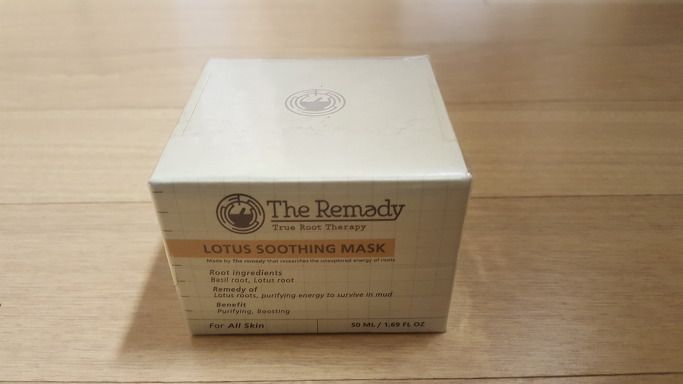 The Remady
True Root Therapy
LOTUS SOOTHING MASK
Made by The remady that researches the unexplored energy of roots
Root ingredients
Basil root, Lotus root
Remedy of
Lotus roots, purifying energy to survive in mud
Benefit
Purifying, Boosting
For All Skin
50 ML / 1.69 FL OZ